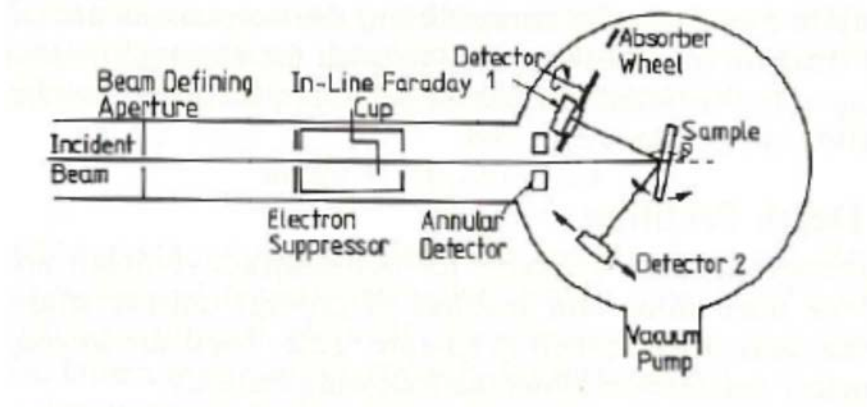 Detector 1
Absorber
Wheel
Beam Defining
Aperture
In-Line Faraday
Cup
Incident
Beam
Sample
β
Electron
Suppressor
Annular
Detector
Detector 2
Vacuum
Pump